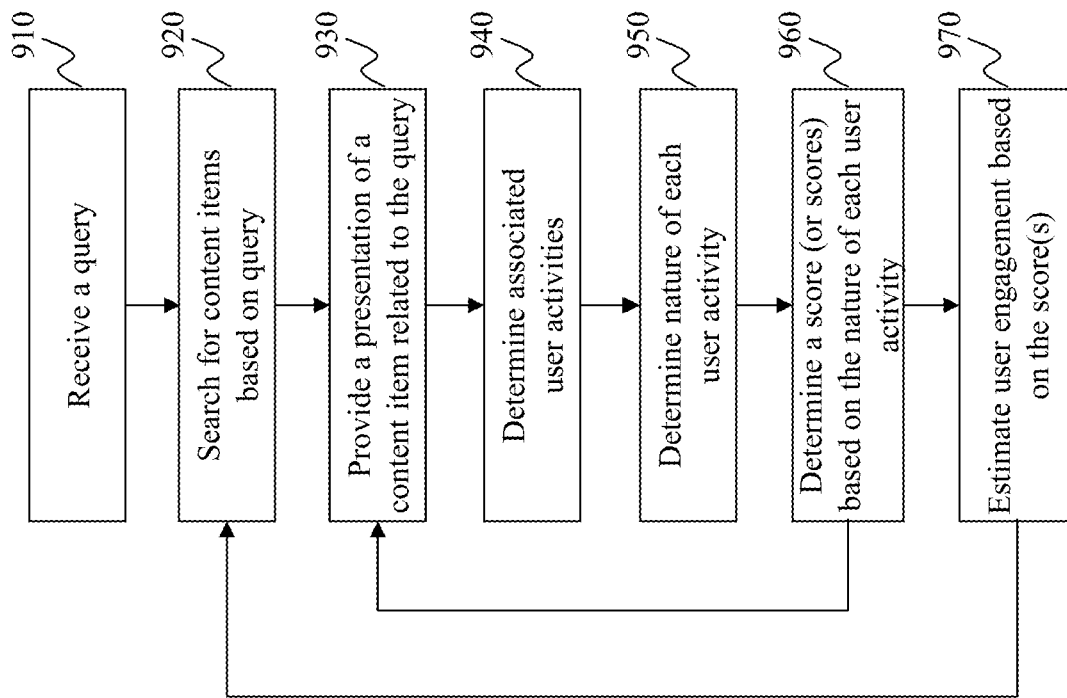 910
Receive a query
920
Search for content items
based on query
930
Provide a presentation of a
content item related to the query
940
Determine associated
user activities
950
Determine nature of each
user activity
960
Determine a score (or scores)
based on the nature of each user
activity
970
Estimate user engagement based
on the score(s)